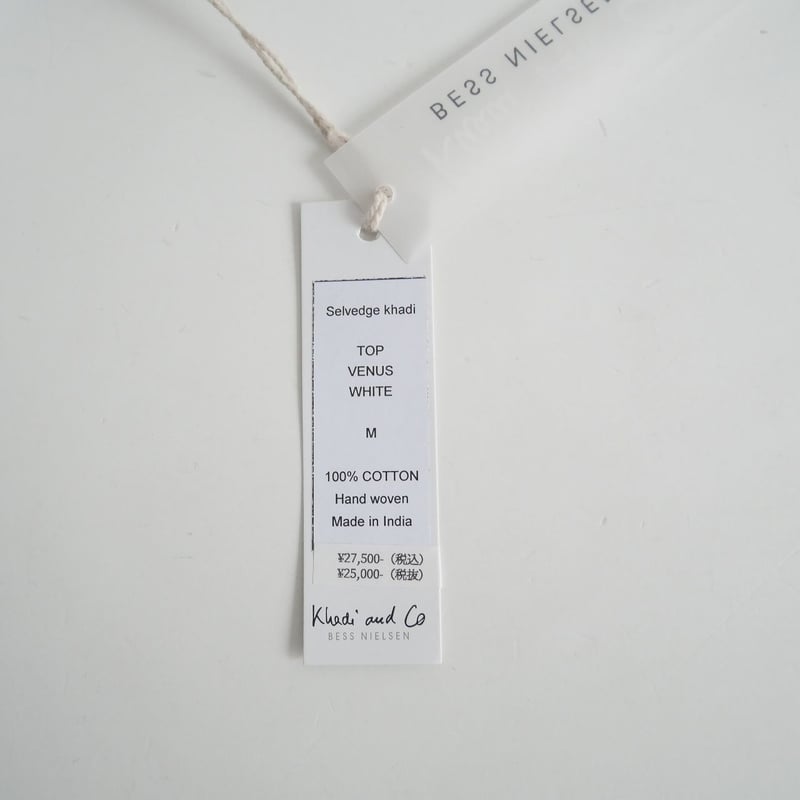 BESS NIELSEN
Selvedge khadi
TOP
VENUS
WHITE
M
100% COTTON
Hand woven
Made in India
¥27,500-（税込）
¥25,000-（税抜）
Khadi and Co
BESS NIELSEN